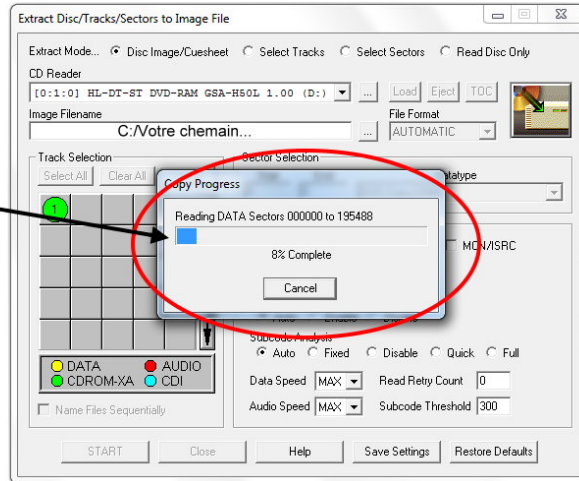 Extract Disc/Tracks/Sectors to Image File
Extract Mode... Disc Image/Cuesheet Select Tracks Select Sectors Read Disc Only
CD Reader
[0:1:0] HL-DT-ST DVD-RAM GSA-H50L 1.00 (D:) ... Load Eject TOC
Image Filename File Format
C:/Votre chemain... ... AUTOMATIC
Track Selection Sector Selection
Select All Clear All
Copy Progress
Reading DATA Sectors 000000 to 195488
8% Complete
Cancel
1
MCN/ISRC
Subcode Analysis
Auto Fixed Disable Quick Full
DATA AUDIO
CDROM-XA CDI
Data Speed MAX Read Retry Count 0
Name Files Sequentially
Audio Speed MAX Subcode Threshold 300
START Close Help Save Settings Restore Defaults